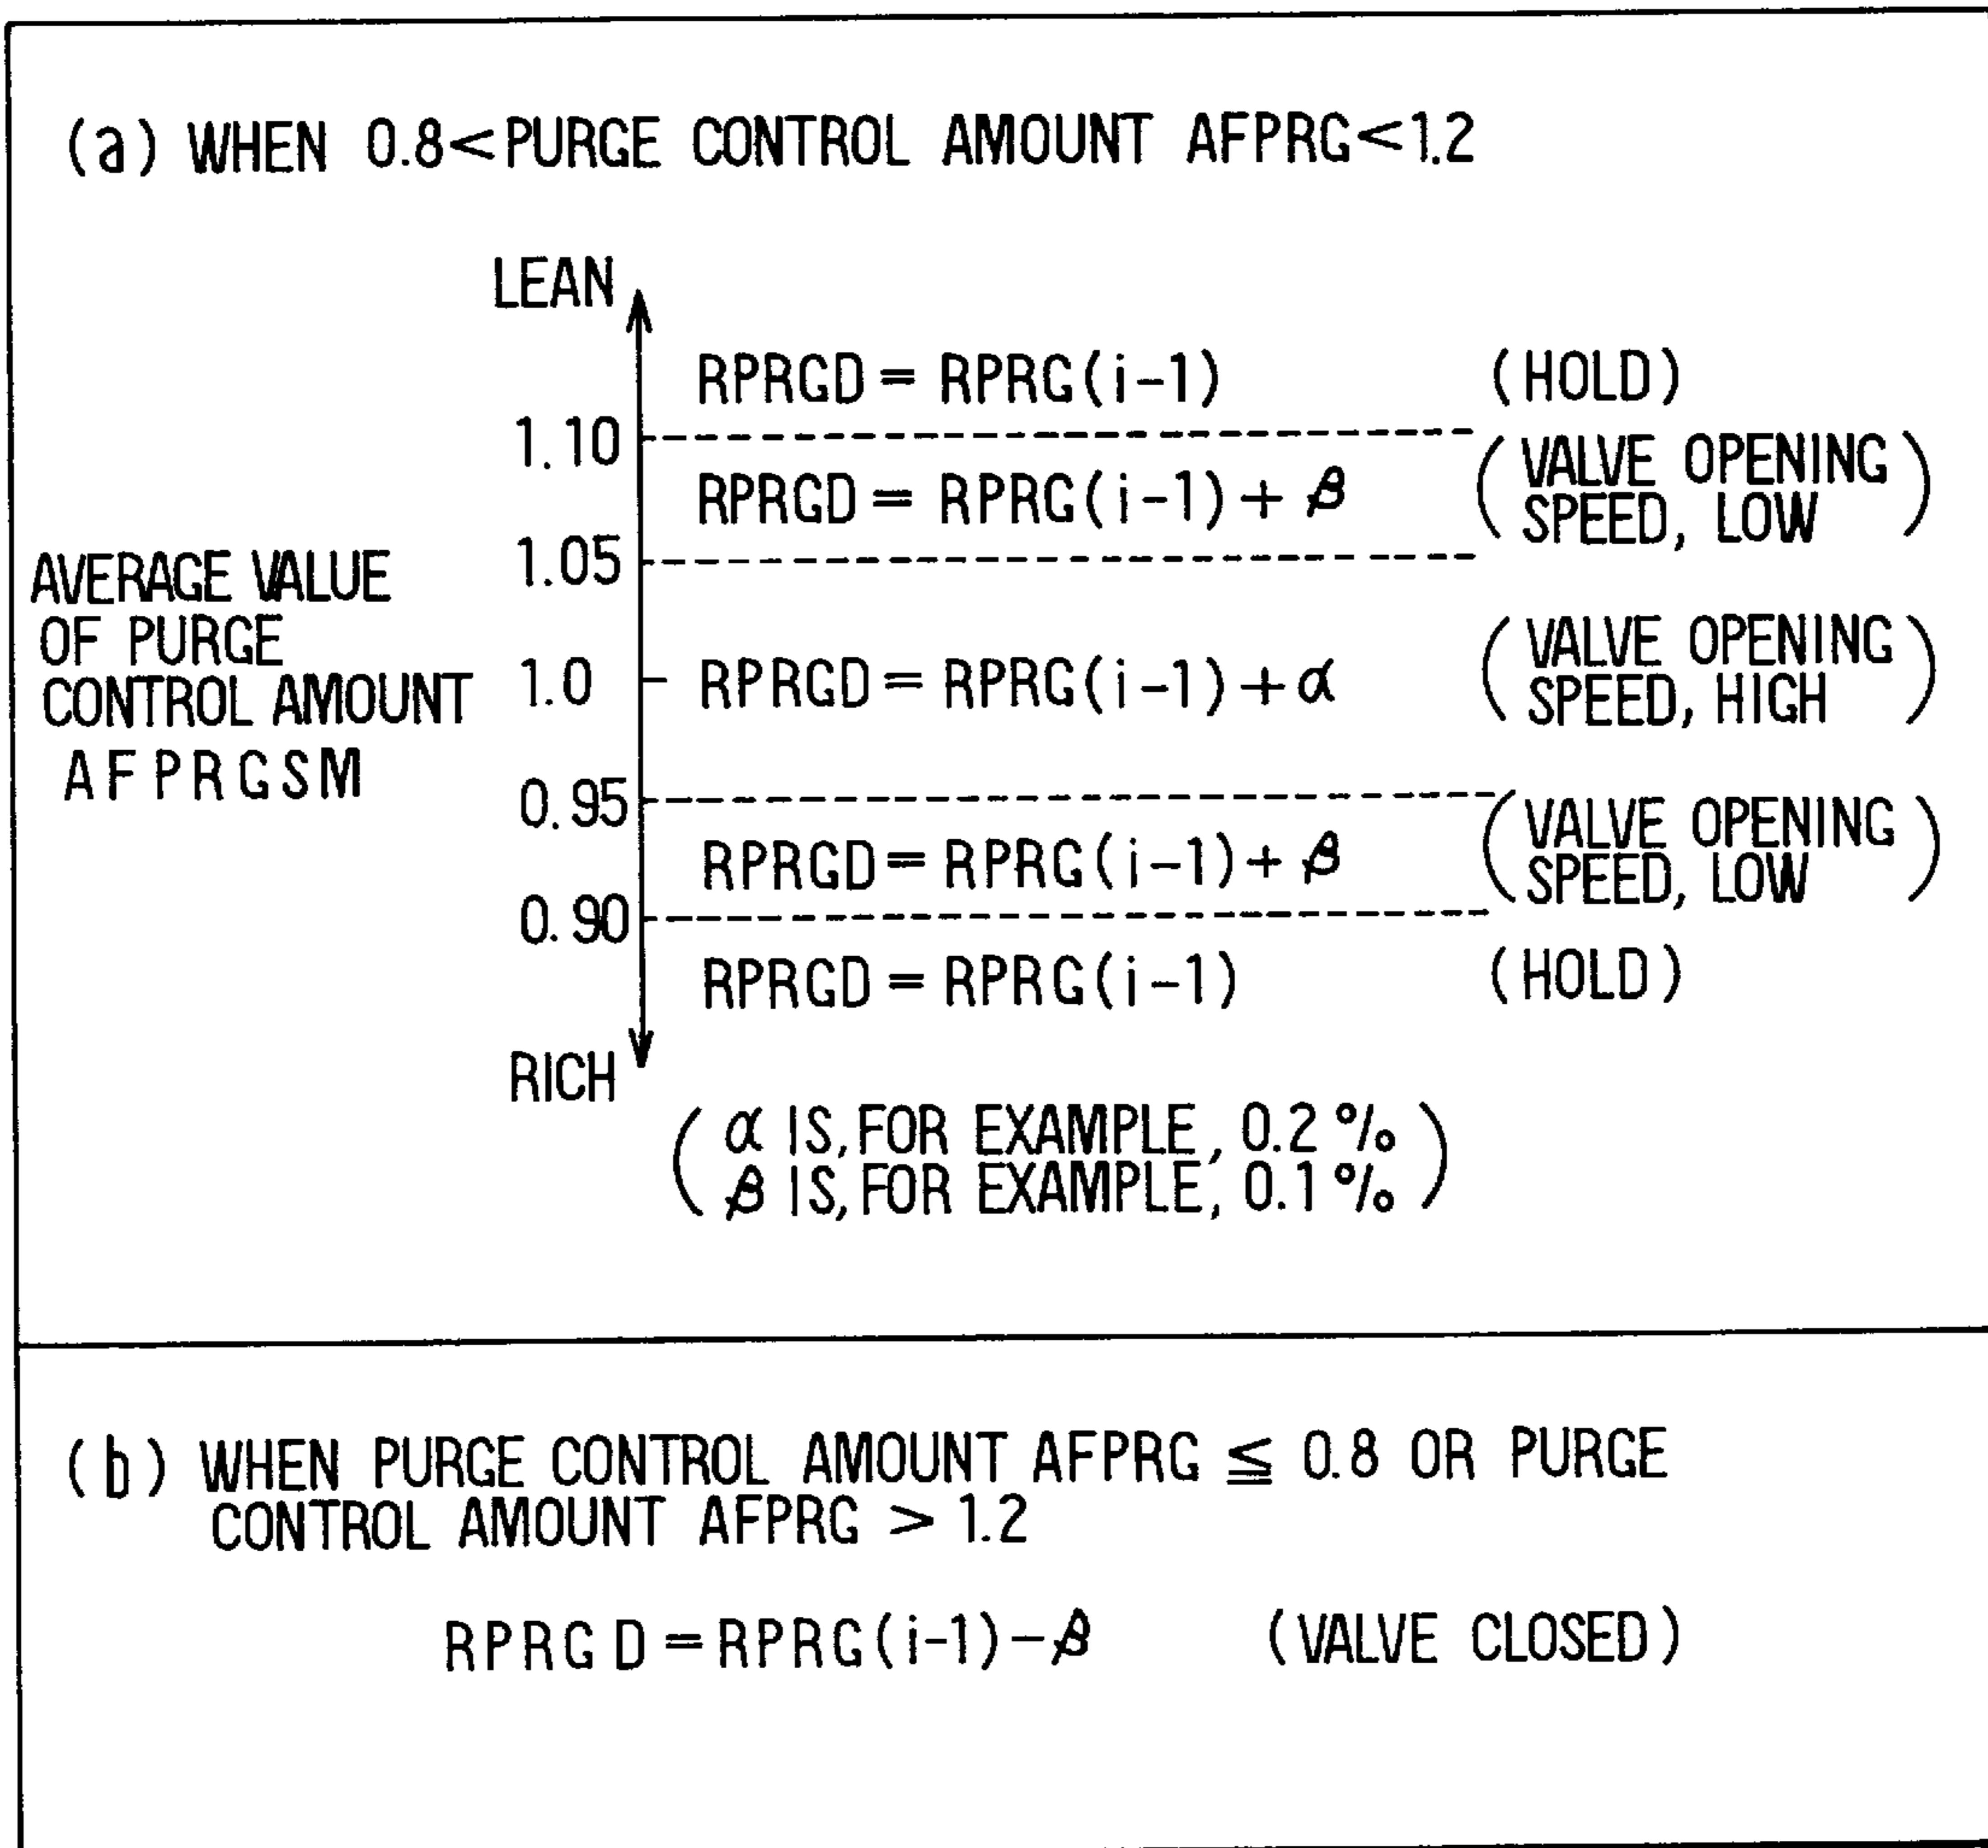 (a) WHEN 0.8<PURGE CONTROL AMOUNT AFPRG<1.2
LEAN
RPRGD = RPRG(i-1) (HOLD)
1.10
RPRGD = RPRG(i-1) + β (VALVE OPENING
SPEED, LOW)
1.05
AVERAGE VALUE
OF PURGE
CONTROL AMOUNT
AFPRGSM
1.0
RPRGD = RPRG(i-1) + α (VALVE OPENING
SPEED, HIGH)
0.95
RPRGD = RPRG(i-1) + β (VALVE OPENING
SPEED, LOW)
0.90
RPRGD = RPRG(i-1) (HOLD)
RICH
(α IS, FOR EXAMPLE, 0.2%
β IS, FOR EXAMPLE, 0.1%)
(b) WHEN PURGE CONTROL AMOUNT AFPRG ≦ 0.8 OR PURGE
CONTROL AMOUNT AFPRG > 1.2
RPRGD = RPRG(i-1) - β (VALVE CLOSED)